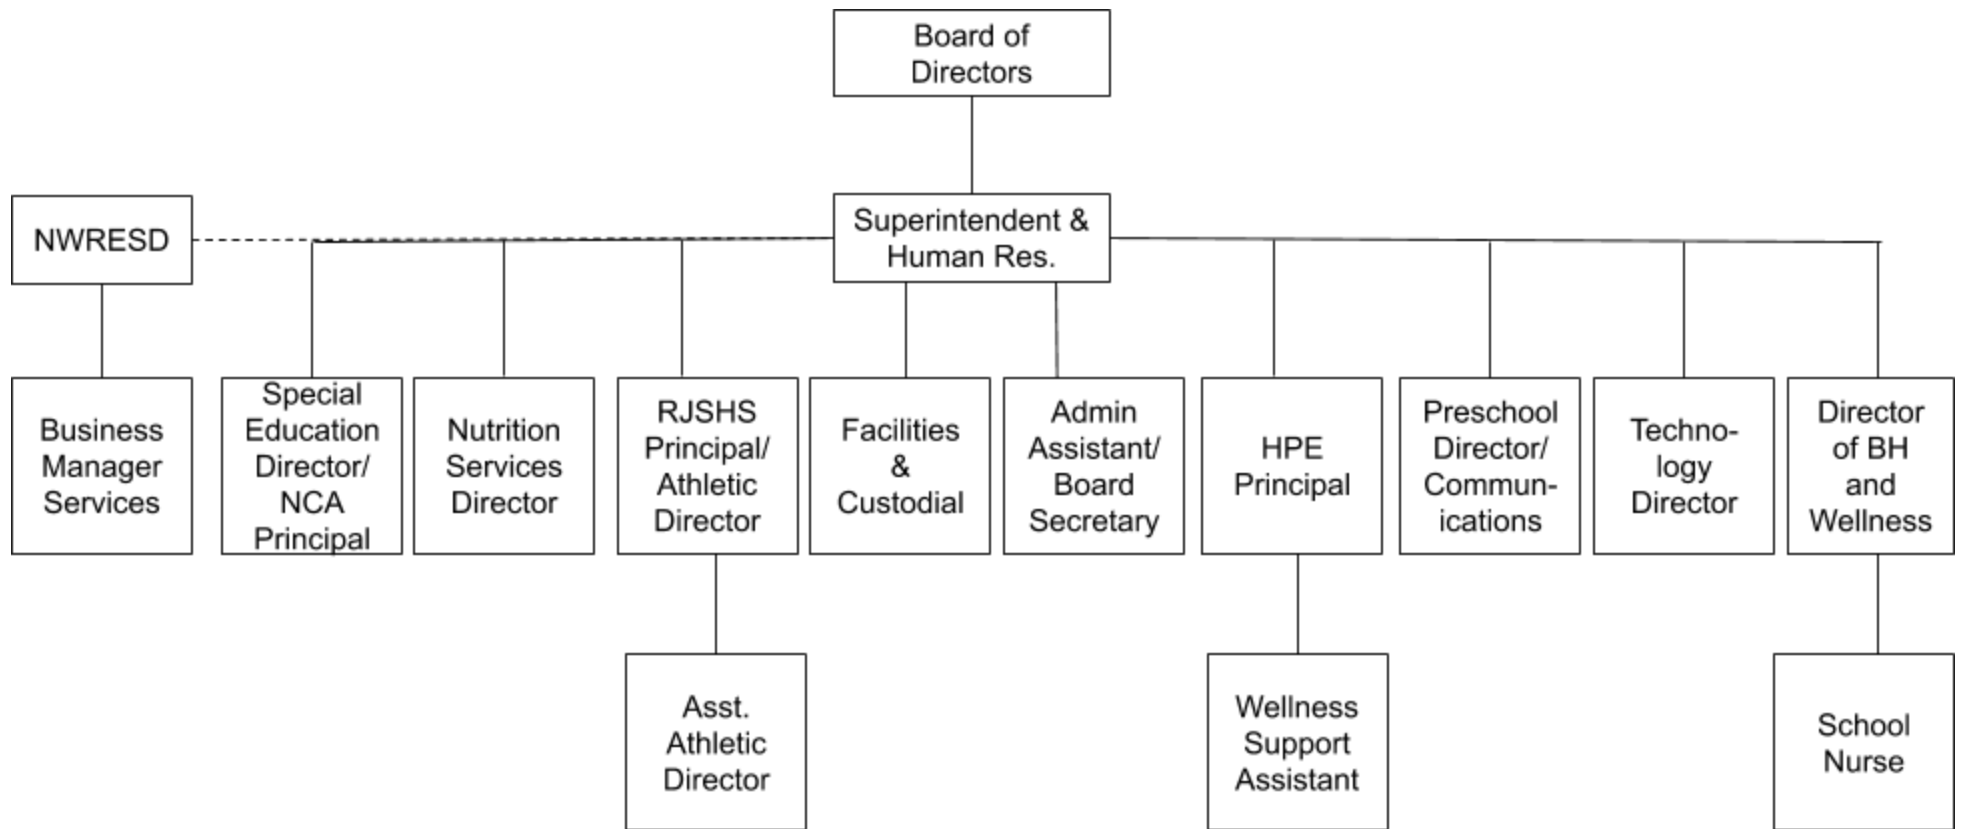 Board of
Directors
NWRESD
Superintendent &
Human Res.
Business
Manager
Services
Special
Education
Director/
NCA
Principal
Nutrition
Services
Director
RJSHS
Principal/
Athletic
Director
Facilities
&
Custodial
Admin
Assistant/
Board
Secretary
HPE
Principal
Preschool
Director/
Commun-
ications
Techno-
logy
Director
Director
of BH
and
Wellness
Asst.
Athletic
Director
Wellness
Support
Assistant
School
Nurse